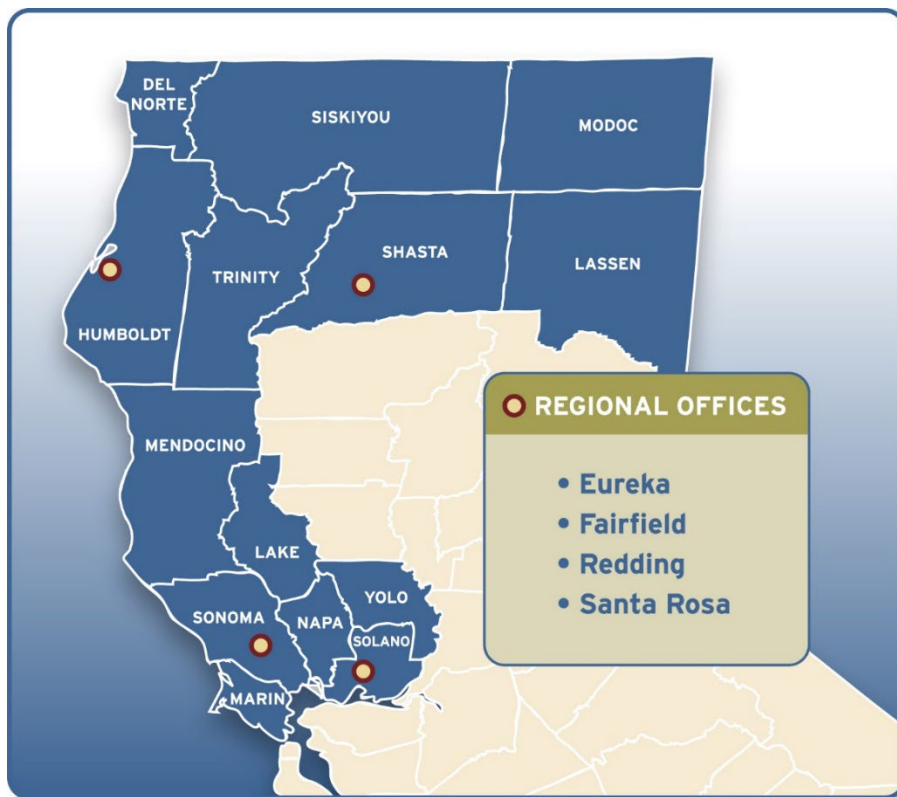 DEL
NORTE
SISKIYOU
MODOC
SHASTA
TRINITY
LASSEN
HUMBOLDT
REGIONAL OFFICES
MENDOCINO
• Eureka
• Fairfield
• Redding
• Santa Rosa
LAKE
YOLO
SONOMA
NAPA
SOLANO
MARIN